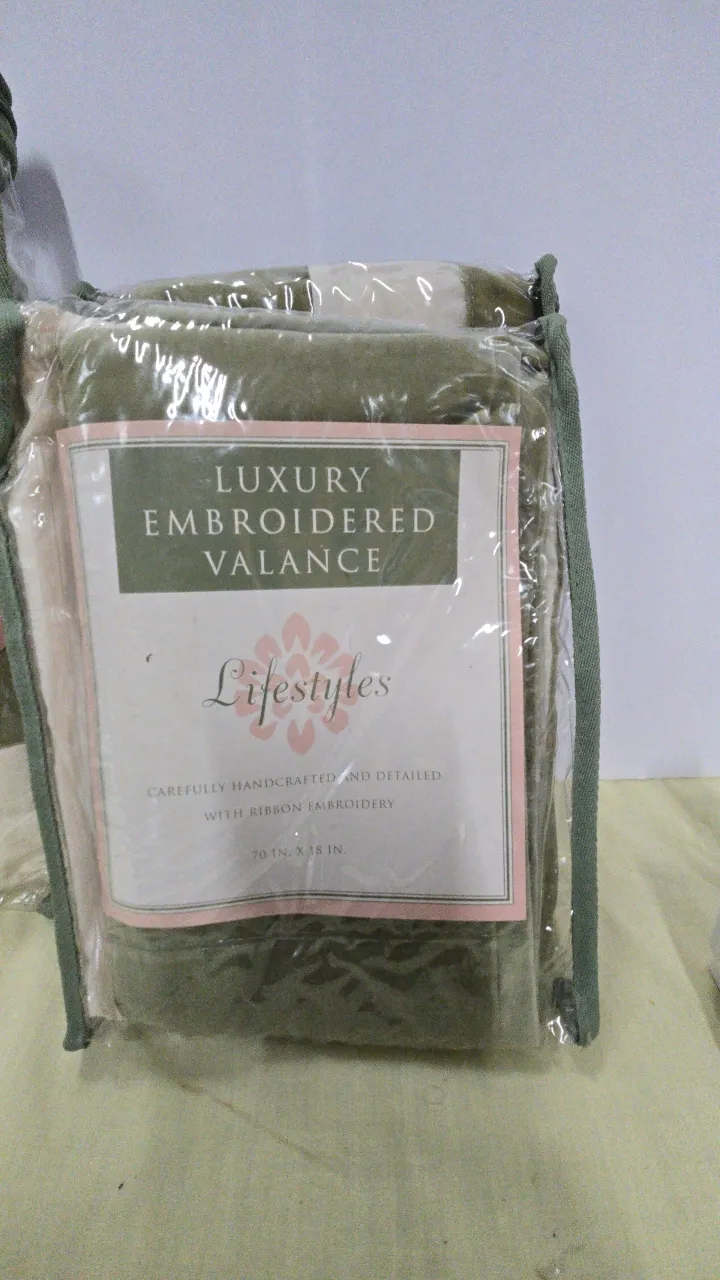 LUXURY
EMBROIDERED
VALANCE
Lifestyles
CAREFULLY HANDCRAFTED AND DETAILED
WITH RIBBON EMBROIDERY
70 IN. X 18 IN.